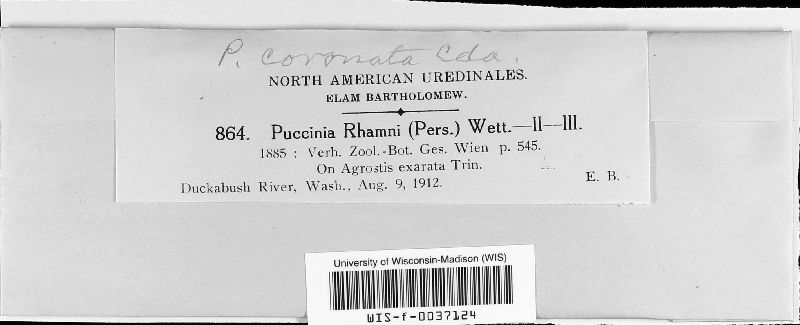 P. coronata Cda.
NORTH AMERICAN UREDINALES.
ELAM BARTHOLOMEW.
864. Puccinia Rhamni (Pers.) Wett.—II—III.
1885 : Verh. Zool.-Bot. Ges. Wien p. 545.
On Agrostis exarata Trin.
Duckabush River, Wash., Aug. 9, 1912. E. B.
University of Wisconsin-Madison (WIS)
WIS-f-0037124